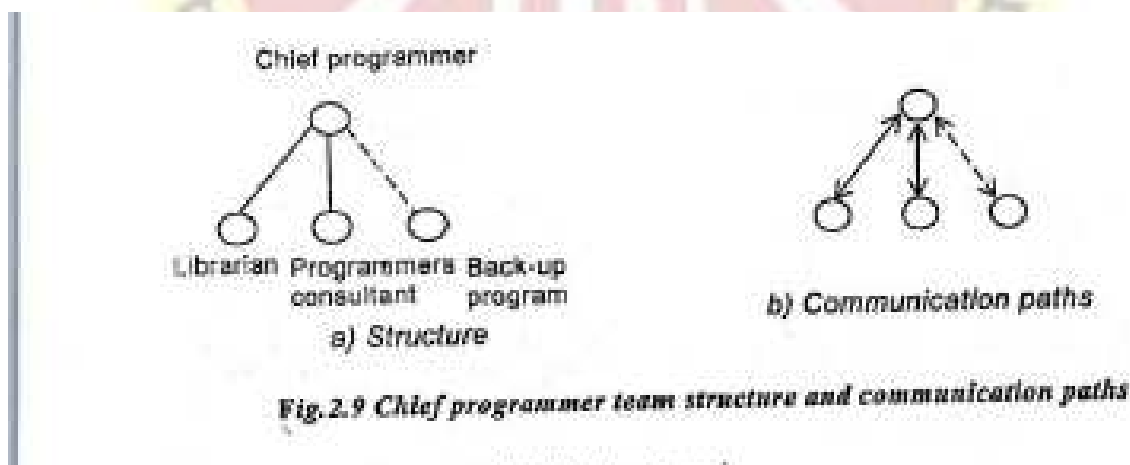 Chief programmer
Librarian Programmers Back-up
consultant program
a) Structure
b) Communication paths
Fig.2.9 Chief programmer team structure and communication paths